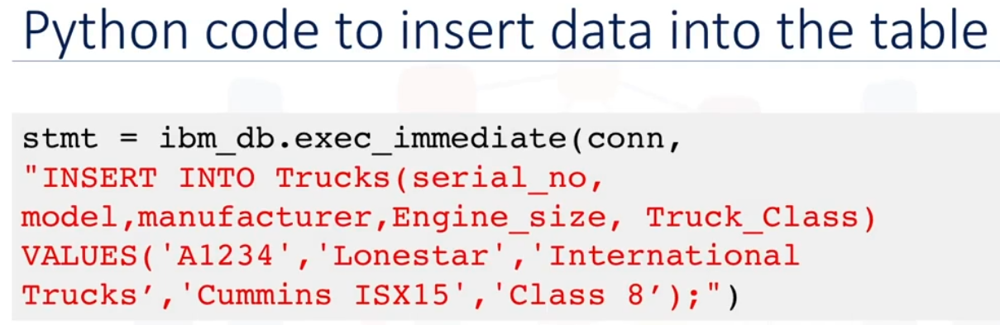 Python code to insert data into the table
stmt = ibm_db.exec_immediate(conn,
"INSERT INTO Trucks(serial_no,
model,manufacturer,Engine_size, Truck_Class)
VALUES('A1234','Lonestar','International
Trucks’,'Cummins ISX15','Class 8’);")